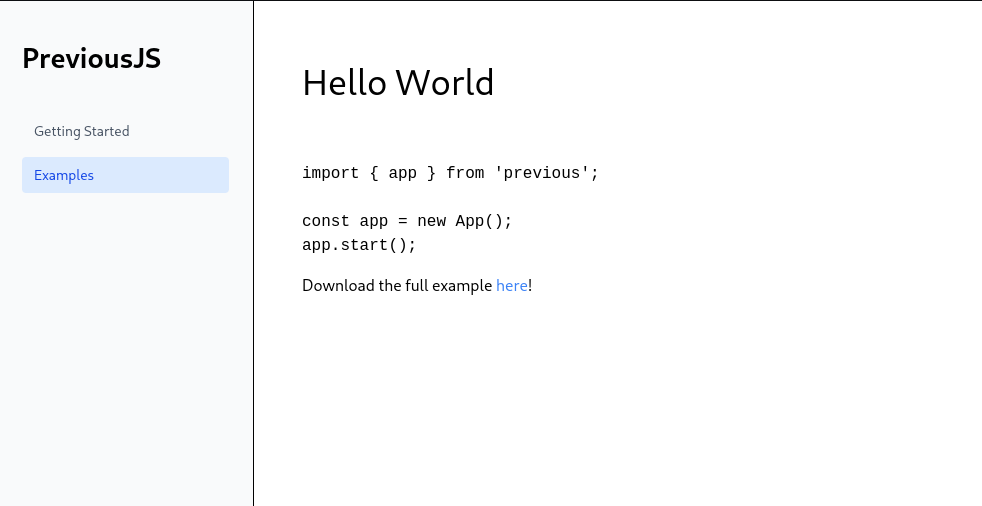 PreviousJS
Getting Started
Examples
Hello World
import { app } from 'previous';
const app = new App();
app.start();
Download the full example here!